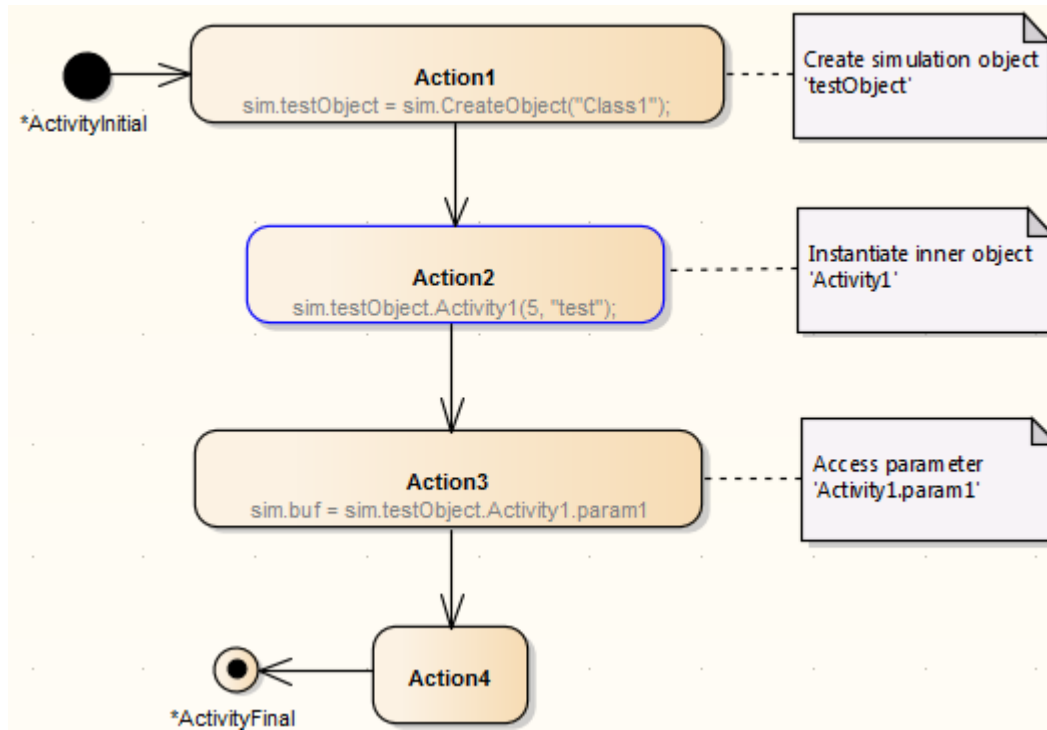 *ActivityInitial
Action1
sim.testObject = sim.CreateObject("Class1");
Create simulation object
'testObject'
Action2
sim.testObject.Activity1(5, "test");
Instantiate inner object
'Activity1'
Action3
sim.buf = sim.testObject.Activity1.param1
Access parameter
'Activity1.param1'
Action4
*ActivityFinal